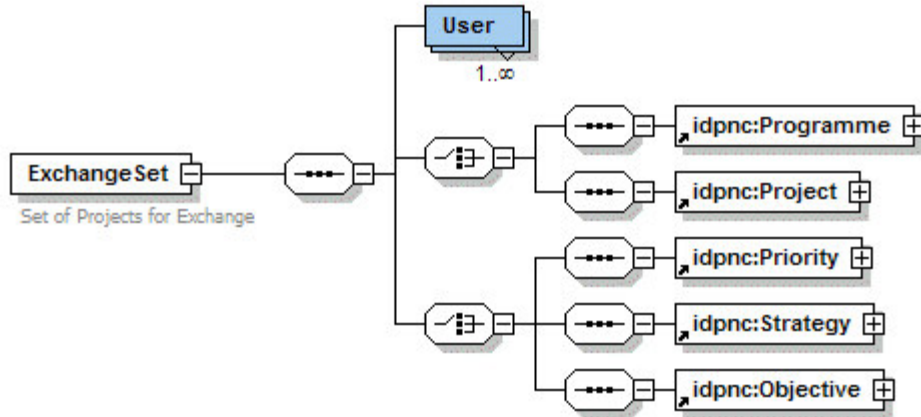 User
1..∞
idpnc:Programme
ExchangeSet
idpnc:Project
Set of Projects for Exchange
idpnc:Priority
idpnc:Strategy
idpnc:Objective